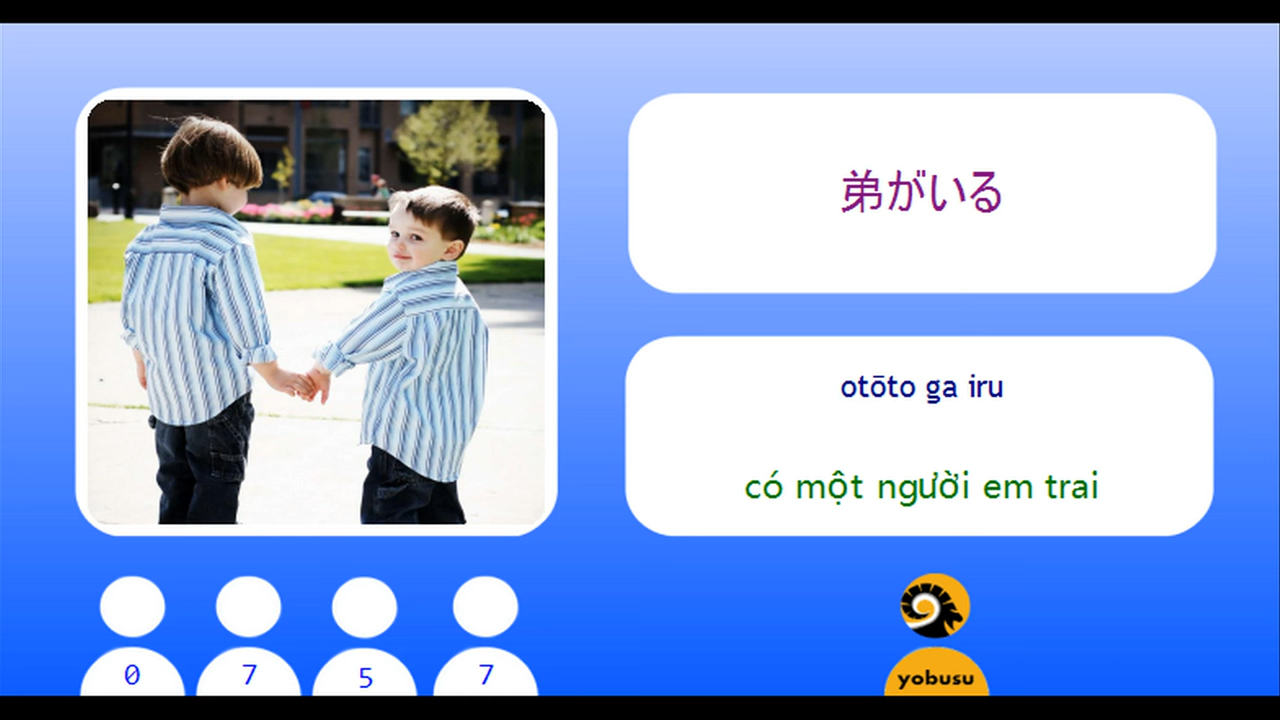 弟がいる
otōto ga iru
có một người em trai
0 7 5 7
yobusu